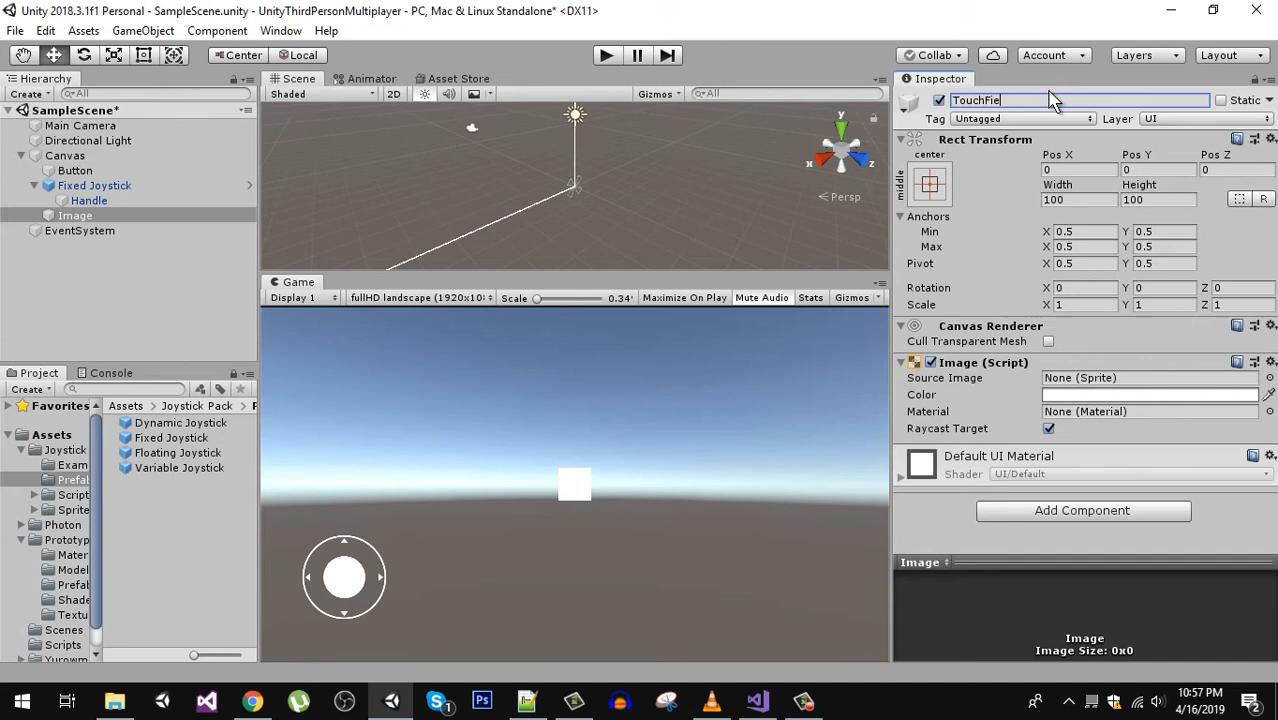 Unity 2018.3.1f1 Personal - SampleScene.unity - UnityThirdPersonMultiplayer - PC, Mac & Linux Standalone* <DX11>
File Edit Assets GameObject Component Window Help
Center Local Collab Account Layers Layout
Hierarchy
Create All
SampleScene*
Main Camera
Directional Light
Canvas
Button
Fixed Joystick
Handle
Image
EventSystem
Scene Animator Asset Store
Shaded 2D Gizmos All
y
x
z
Persp
Game
Display 1 fullHD landscape (1920x10 Scale 0.34 Maximize On Play Mute Audio Stats Gizmos
Project Console
Create
Favorites
Assets
Joystick
Exam
Prefab
Script
Sprite
Photon
Prototyp
Mater
Model
Prefab
Shade
Textu
Scenes
Scripts
Yurowm
Assets Joystick Pack
Dynamic Joystick
Fixed Joystick
Floating Joystick
Variable Joystick
Inspector
TouchFie Static
Tag Untagged Layer UI
Rect Transform
center
middle
Pos X Pos Y Pos Z
0 0 0
Width Height
100 100
R
Anchors
Min X 0.5 Y 0.5
Max X 0.5 Y 0.5
Pivot X 0.5 Y 0.5
Rotation X 0 Y 0 Z 0
Scale X 1 Y 1 Z 1
Canvas Renderer
Cull Transparent Mesh
Image (Script)
Source Image None (Sprite)
Color
Material None (Material)
Raycast Target
Default UI Material
Shader UI/Default
Add Component
Image
Image
Image Size: 0x0
1
Ps
10:57 PM
4/16/2019